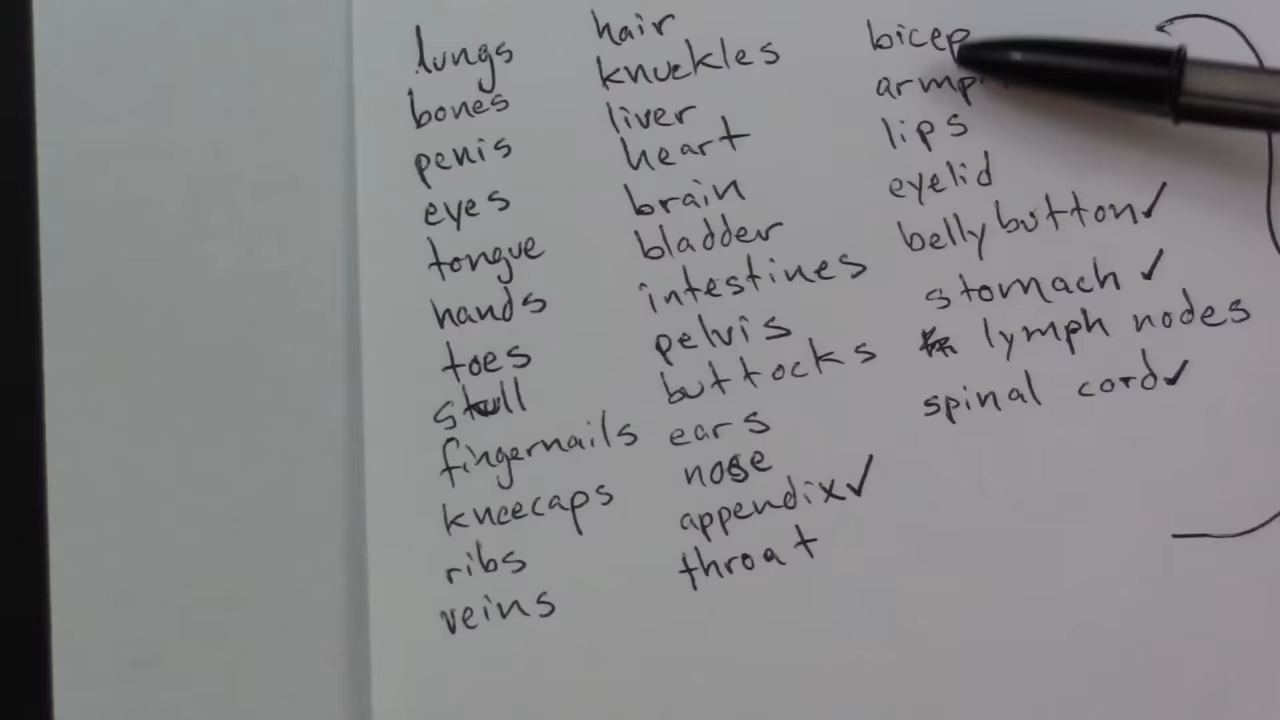 lungs
bones
penis
eyes
tongue
hands
toes
skull
fingernails
kneecaps
ribs
veins
hair
knuckles
liver
heart
brain
bladder
intestines
pelvis
buttocks
ears
nose
appendix ✓
throat
bicep
armp
lips
eyelid
bellybutton ✓
stomach ✓
lymph nodes
spinal cord ✓